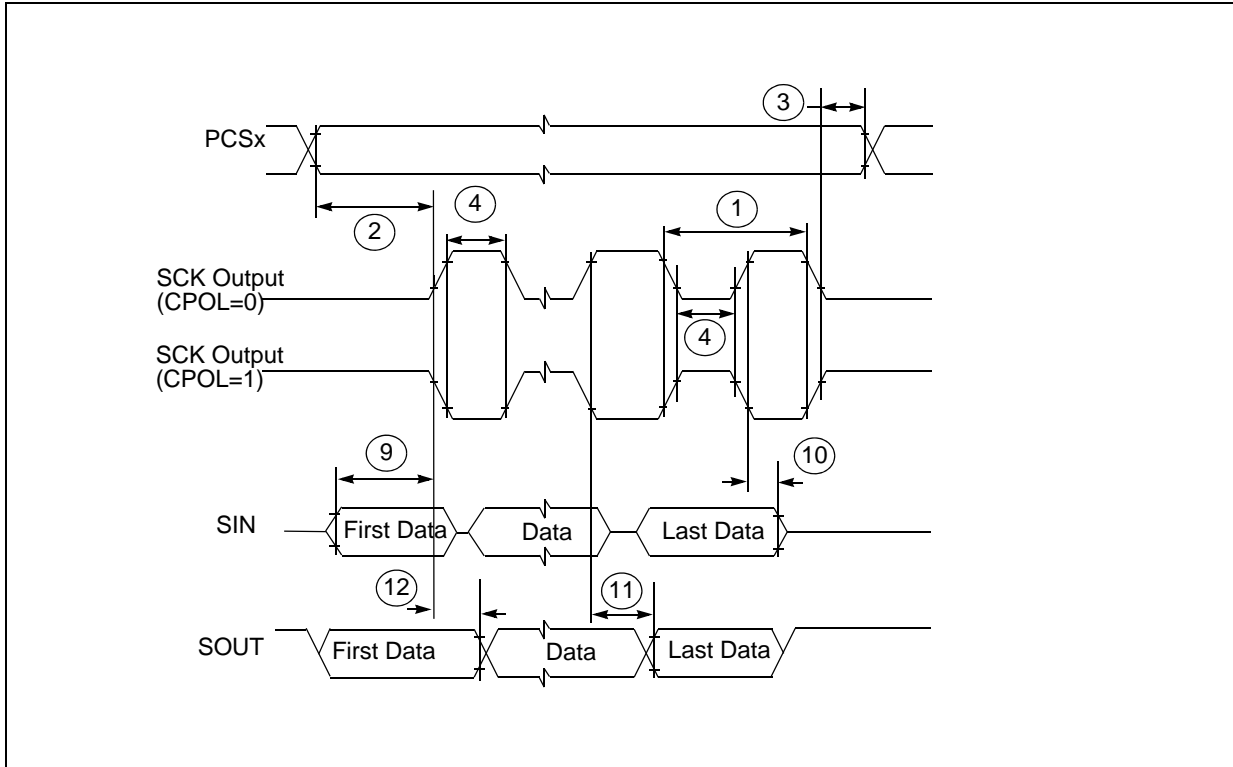 3
PCSx
2
4
1
SCK Output
(CPOL=0)
4
SCK Output
(CPOL=1)
9
10
SIN
First Data
Data
Last Data
12
11
SOUT
First Data
Data
Last Data